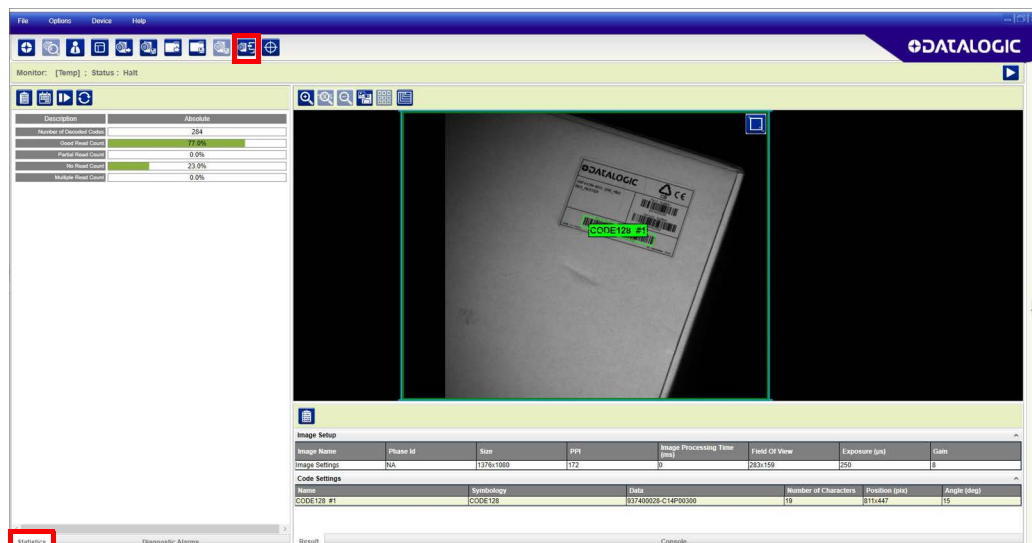 File Options Device Help
DATALOGIC
Monitor: [Temp] ; Status : Halt
Description Absolute
Number of Decoded Codes 284
Good Read Count 77.0%
Partial Read Count 0.0%
No Read Count 23.0%
Multiple Read Count 0.0%
DATALOGIC
CE
CODE128 #1
Image Setup
Image Name Phase Id Size PPI Image Processing Time (ms) Field Of View Exposure (µs) Gain
Image Settings NA 1376x1080 172 0 283x159 250 8
Code Settings
Name Symbology Data Number of Characters Position (pix) Angle (deg)
CODE128 #1 CODE128 937400028-C14P00300 19 811x447 15
Statistics Diagnostic Alarms Result Console